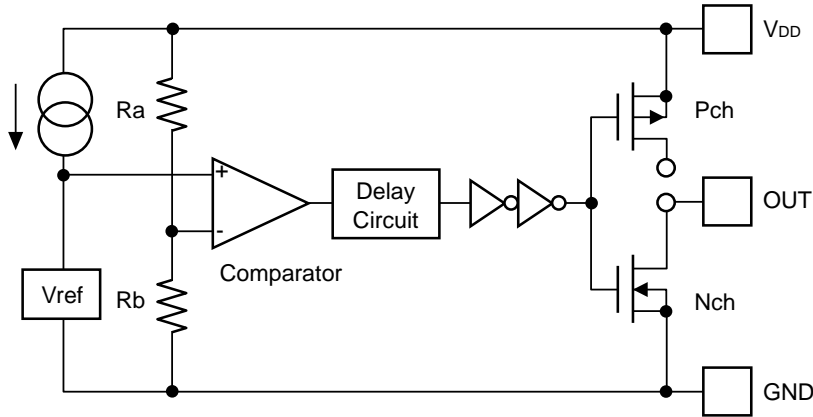 VDD
Ra
Pch
+
Delay
Circuit
OUT
-
Comparator
Vref
Rb
Nch
GND